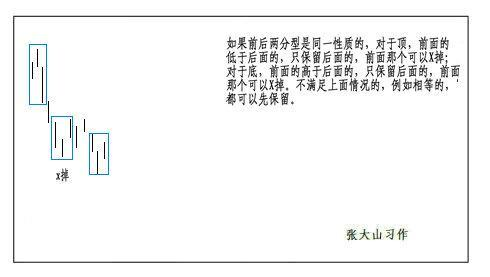 如果前后两分型是同一性质的，对于顶，前面的
低于后面的，只保留后面的，前面那个可以X掉；
对于底，前面的高于后面的，只保留后面的，前面
那个可以X掉。不满足上面情况的，例如相等的，
都可以先保留。
x掉
张大山习作